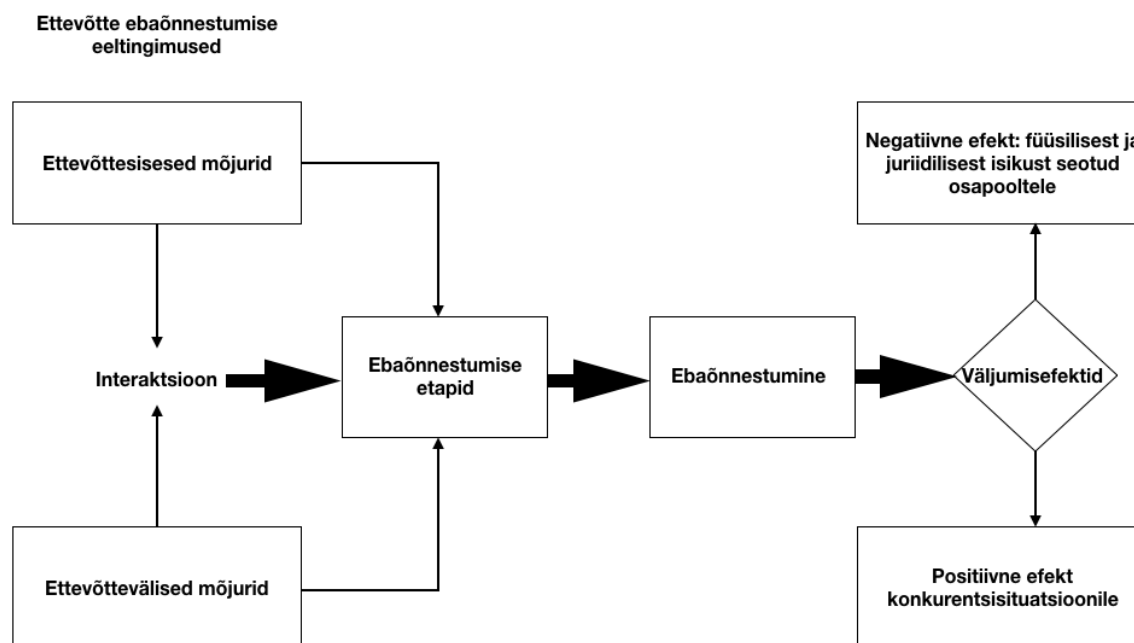 Ettevõtte ebaõnnestumise
eeltingimused
Ettevõttesisesed mõjurid
Negatiivne efekt: füüsilisest ja
juriidilisest isikust seotud
osapooltele
Interaktsioon
Ebaõnnestumise
etapid
Ebaõnnestumine
Väljumisefektid
Ettevõttevälised mõjurid
Positiivne efekt
konkurentsisituatsioonile